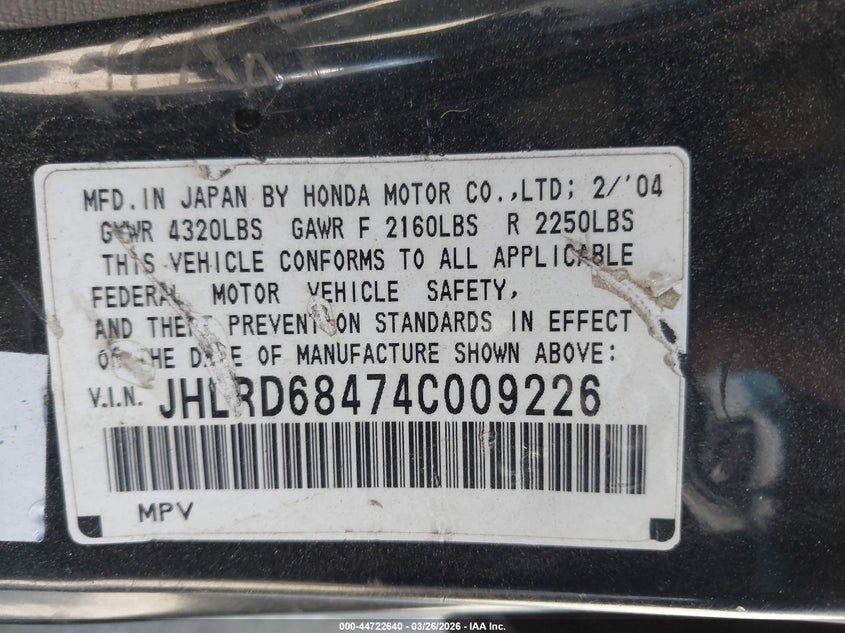 MFD. IN JAPAN BY HONDA MOTOR CO.,LTD; 2/'04
GVWR 4320LBS GAWR F 2160LBS R 2250LBS
THIS VEHICLE CONFORMS TO ALL APPLICABLE
FEDERAL MOTOR VEHICLE SAFETY,
AND THEFT PREVENTION STANDARDS IN EFFECT
ON THE DATE OF MANUFACTURE SHOWN ABOVE:
V.I.N. JHLRD68474C009226
MPV
000-44722640 - 03/26/2026 - IAA Inc.